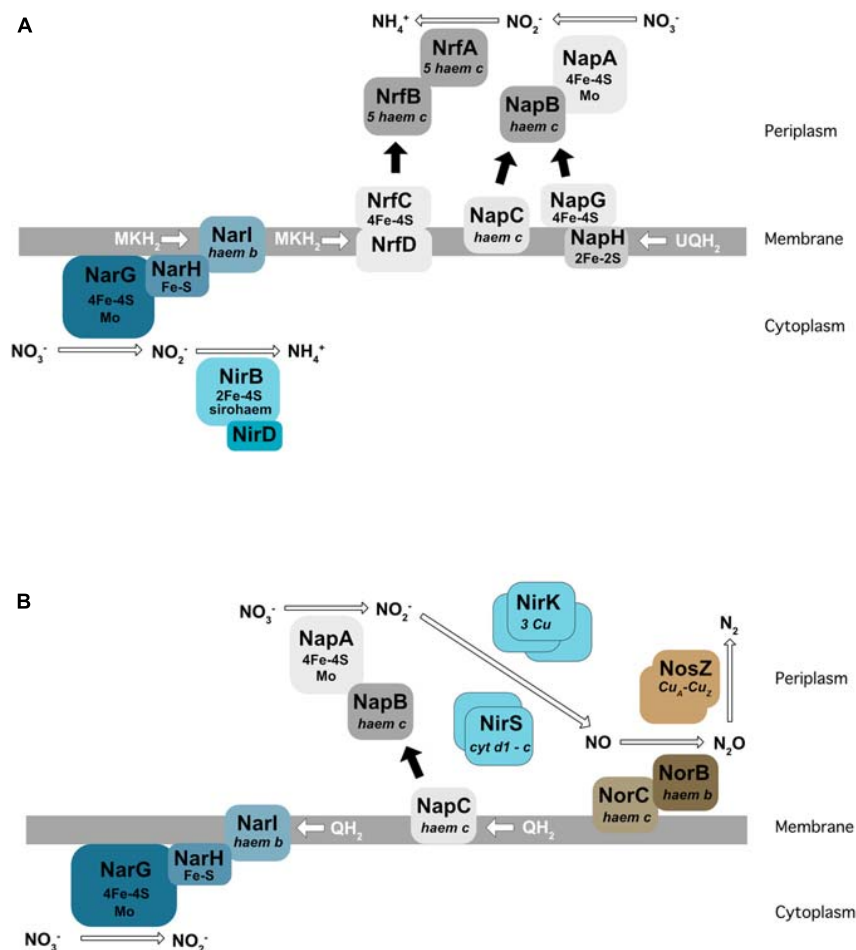 A
NH₄⁺ NO₂⁻ NO₃⁻
NrfA
5 haem c
NapA
4Fe-4S
Mo
NrfB
5 haem c
NapB
haem c
Periplasm
NrfC
4Fe-4S
NapC
haem c
NapG
4Fe-4S
MKH₂
NarI
haem b
MKH₂
NrfD
NapH
2Fe-2S
UQH₂
Membrane
NarG
4Fe-4S
Mo
NarH
Fe-S
Cytoplasm
NO₃⁻ NO₂⁻ NH₄⁺
NirB
2Fe-4S
sirohaem
NirD
B
NO₃⁻ NO₂⁻
NirK
3 Cu
N₂
NapA
4Fe-4S
Mo
NosZ
Cu_A-Cu_Z
Periplasm
NapB
haem c
NirS
cyt d1 - c
NO N₂O
NorB
haem b
NorC
haem c
NapC
haem c
NarI
haem b
QH₂
QH₂
Membrane
NarG
4Fe-4S
Mo
NarH
Fe-S
Cytoplasm
NO₃⁻ NO₂⁻